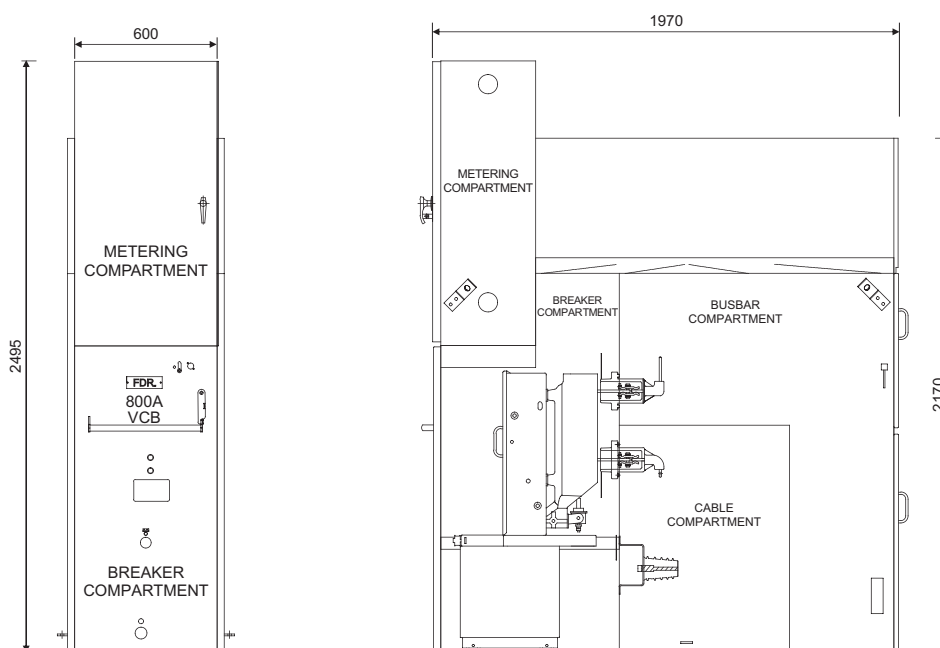 600
1970
2495
METERING
COMPARTMENT
FDR.
800A
VCB
BREAKER
COMPARTMENT
METERING
COMPARTMENT
BREAKER
COMPARTMENT
BUSBAR
COMPARTMENT
CABLE
COMPARTMENT
2170